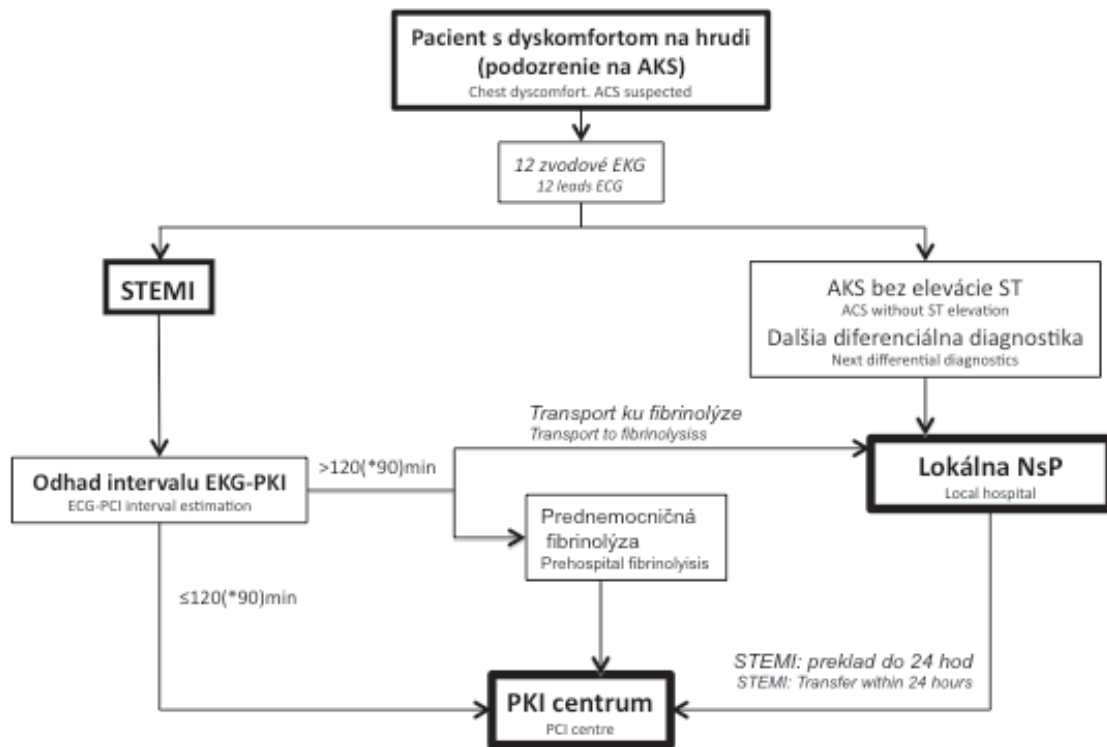 Pacient s dyskomfortom na hrudi
(podozrenie na AKS)
Chest dyscomfort. ACS suspected
12 zvodové EKG
12 leads ECG
STEMI
AKS bez elevácie ST
ACS without ST elevation
Dalšia diferenciálna diagnostika
Next differential diagnostics
Transport ku fibrinolýze
Transport to fibrinolysiss
Odhad intervalu EKG-PKI
ECG-PCI interval estimation
>120(*90)min
Lokálna NsP
Local hospital
Prednemocničná
fibrinolýza
Prehospital fibrinolyisis
≤120(*90)min
STEMI: preklad do 24 hod
STEMI: Transfer within 24 hours
PKI centrum
PCI centre